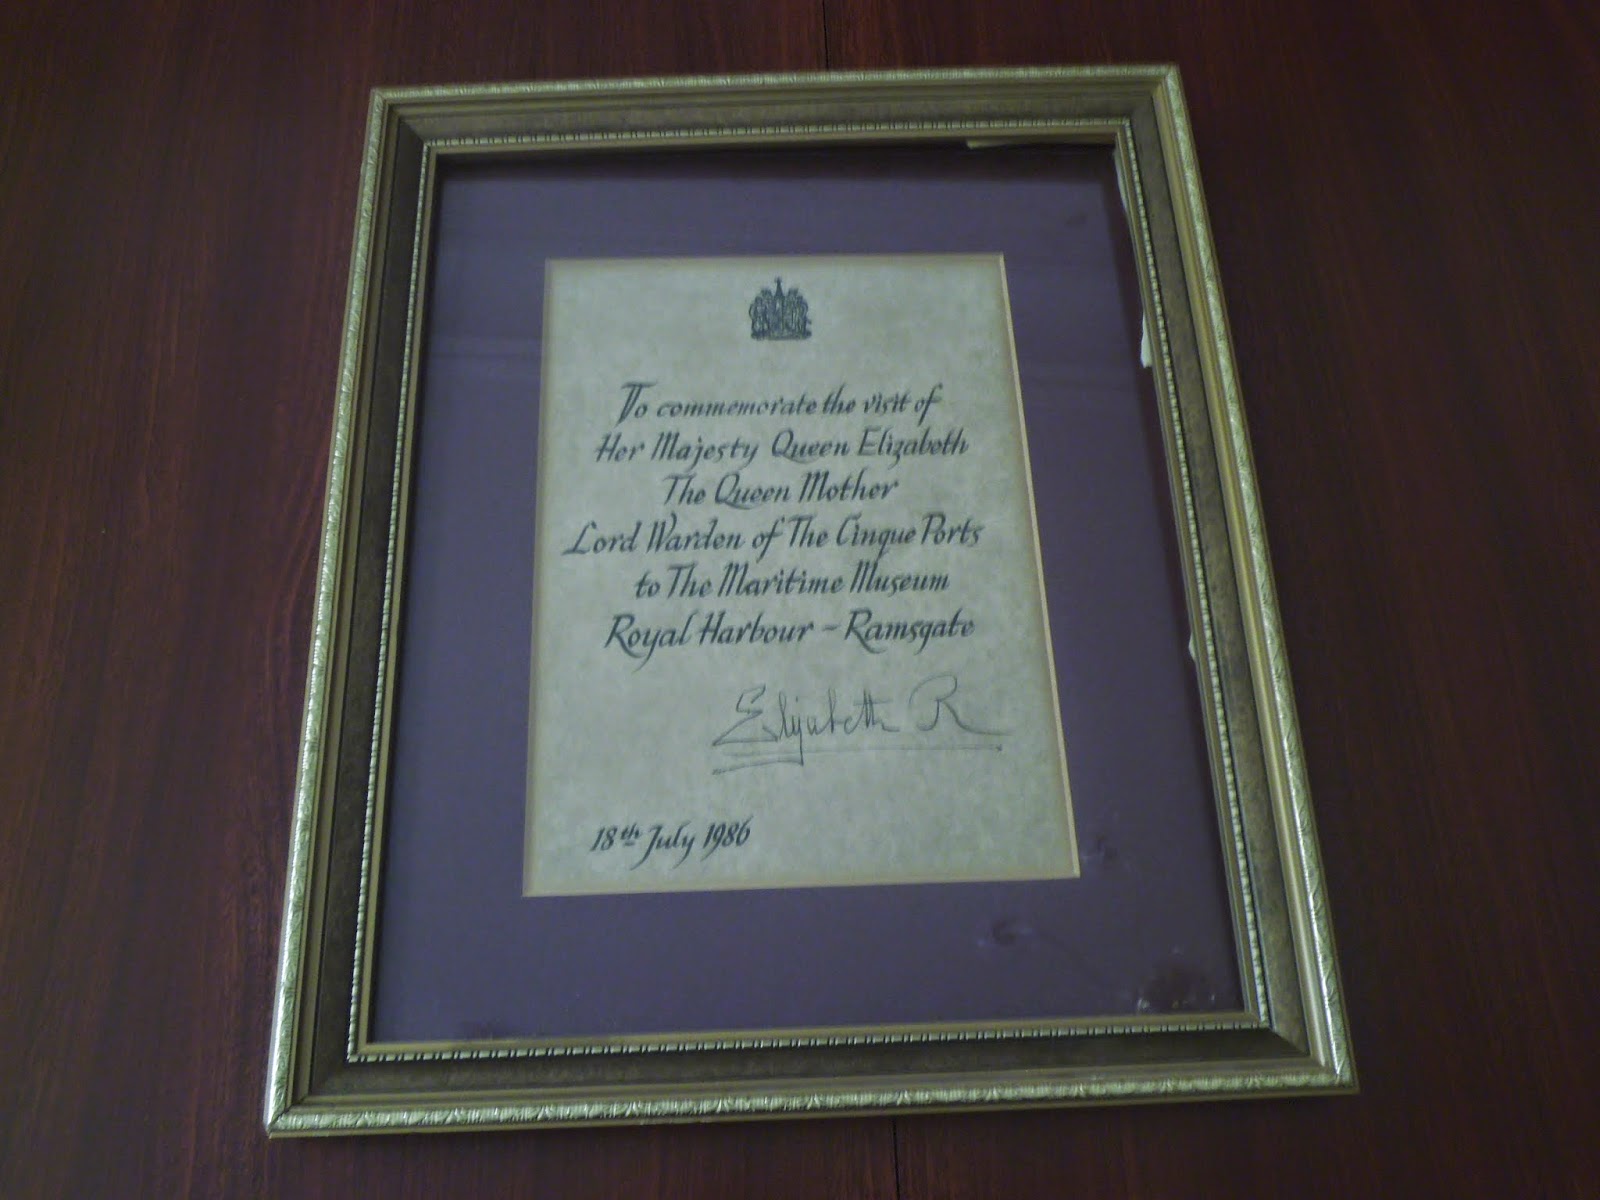 To commemorate the visit of
Her Majesty Queen Elizabeth
The Queen Mother
Lord Warden of The Cinque Ports
to The Maritime Museum
Royal Harbour – Ramsgate
Elizabeth R
18th July 1986